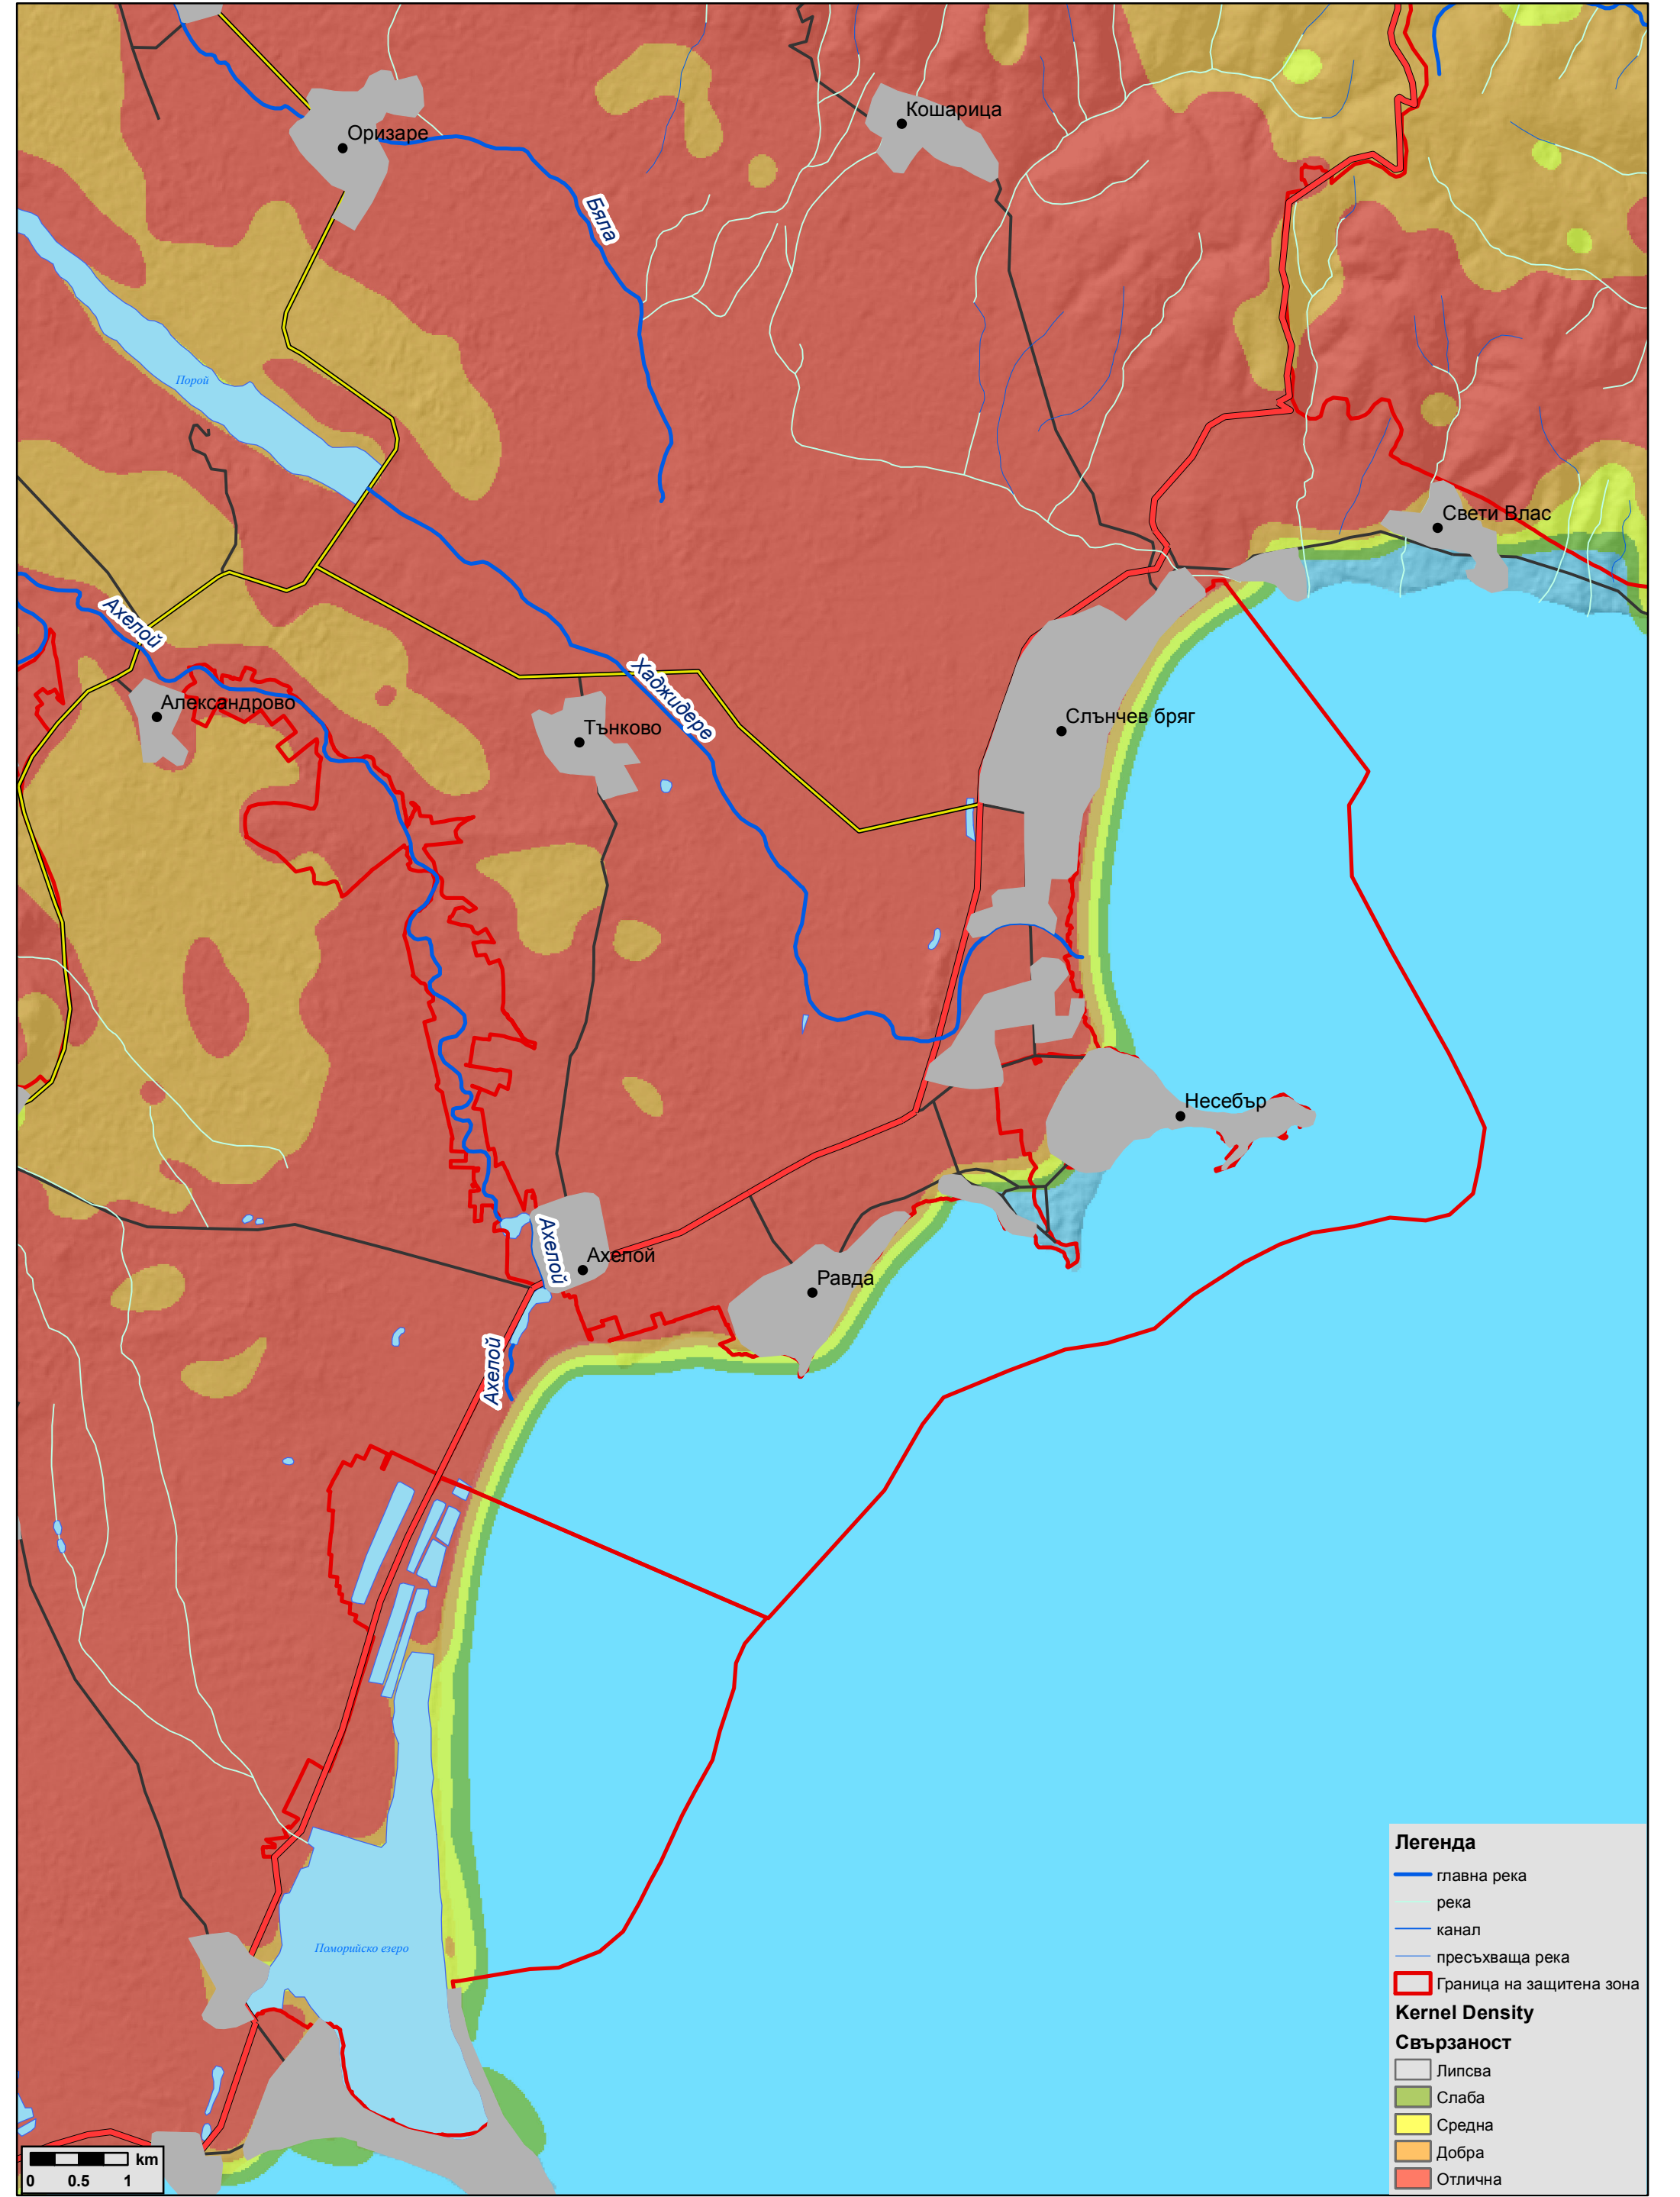 Кошарица
Оризаре
Бяла
Порой
Свети Влас
Ахелой
Александрово
Хаджидере
Тънково
Слънчев бряг
Несебър
Ахелой
Ахелой
Равда
Ахелой
Поморийско езеро
Легенда
главна река
река
канал
пресъхваща река
Граница на защитена зона
Kernel Density
Свързаност
Липсва
Слаба
Средна
Добра
Отлична
km
0 0.5 1